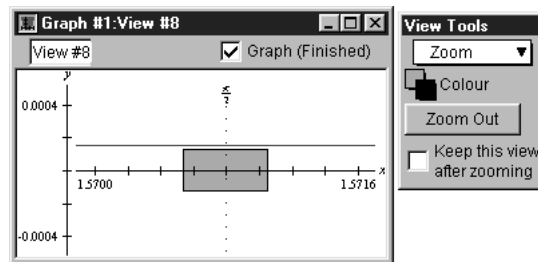 Graph #1:View #8
View #8
Graph (Finished)
y
0.0004
x
1.5700
1.5716
x
-0.0004
View Tools
Zoom
Colour
Zoom Out
Keep this view
after zooming